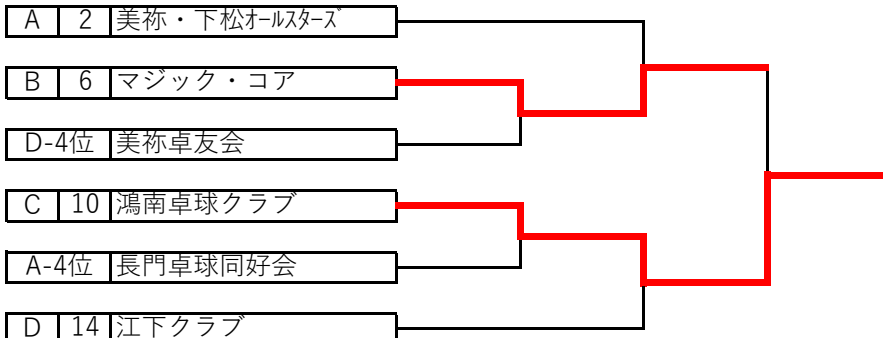 A 2 美祢・下松ｵｰﾙｽﾀｰｽﾞ
B 6 マジック・コア
D-4位 美祢卓友会
C 10 鴻南卓球クラブ
A-4位 長門卓球同好会
D 14 江下クラブ